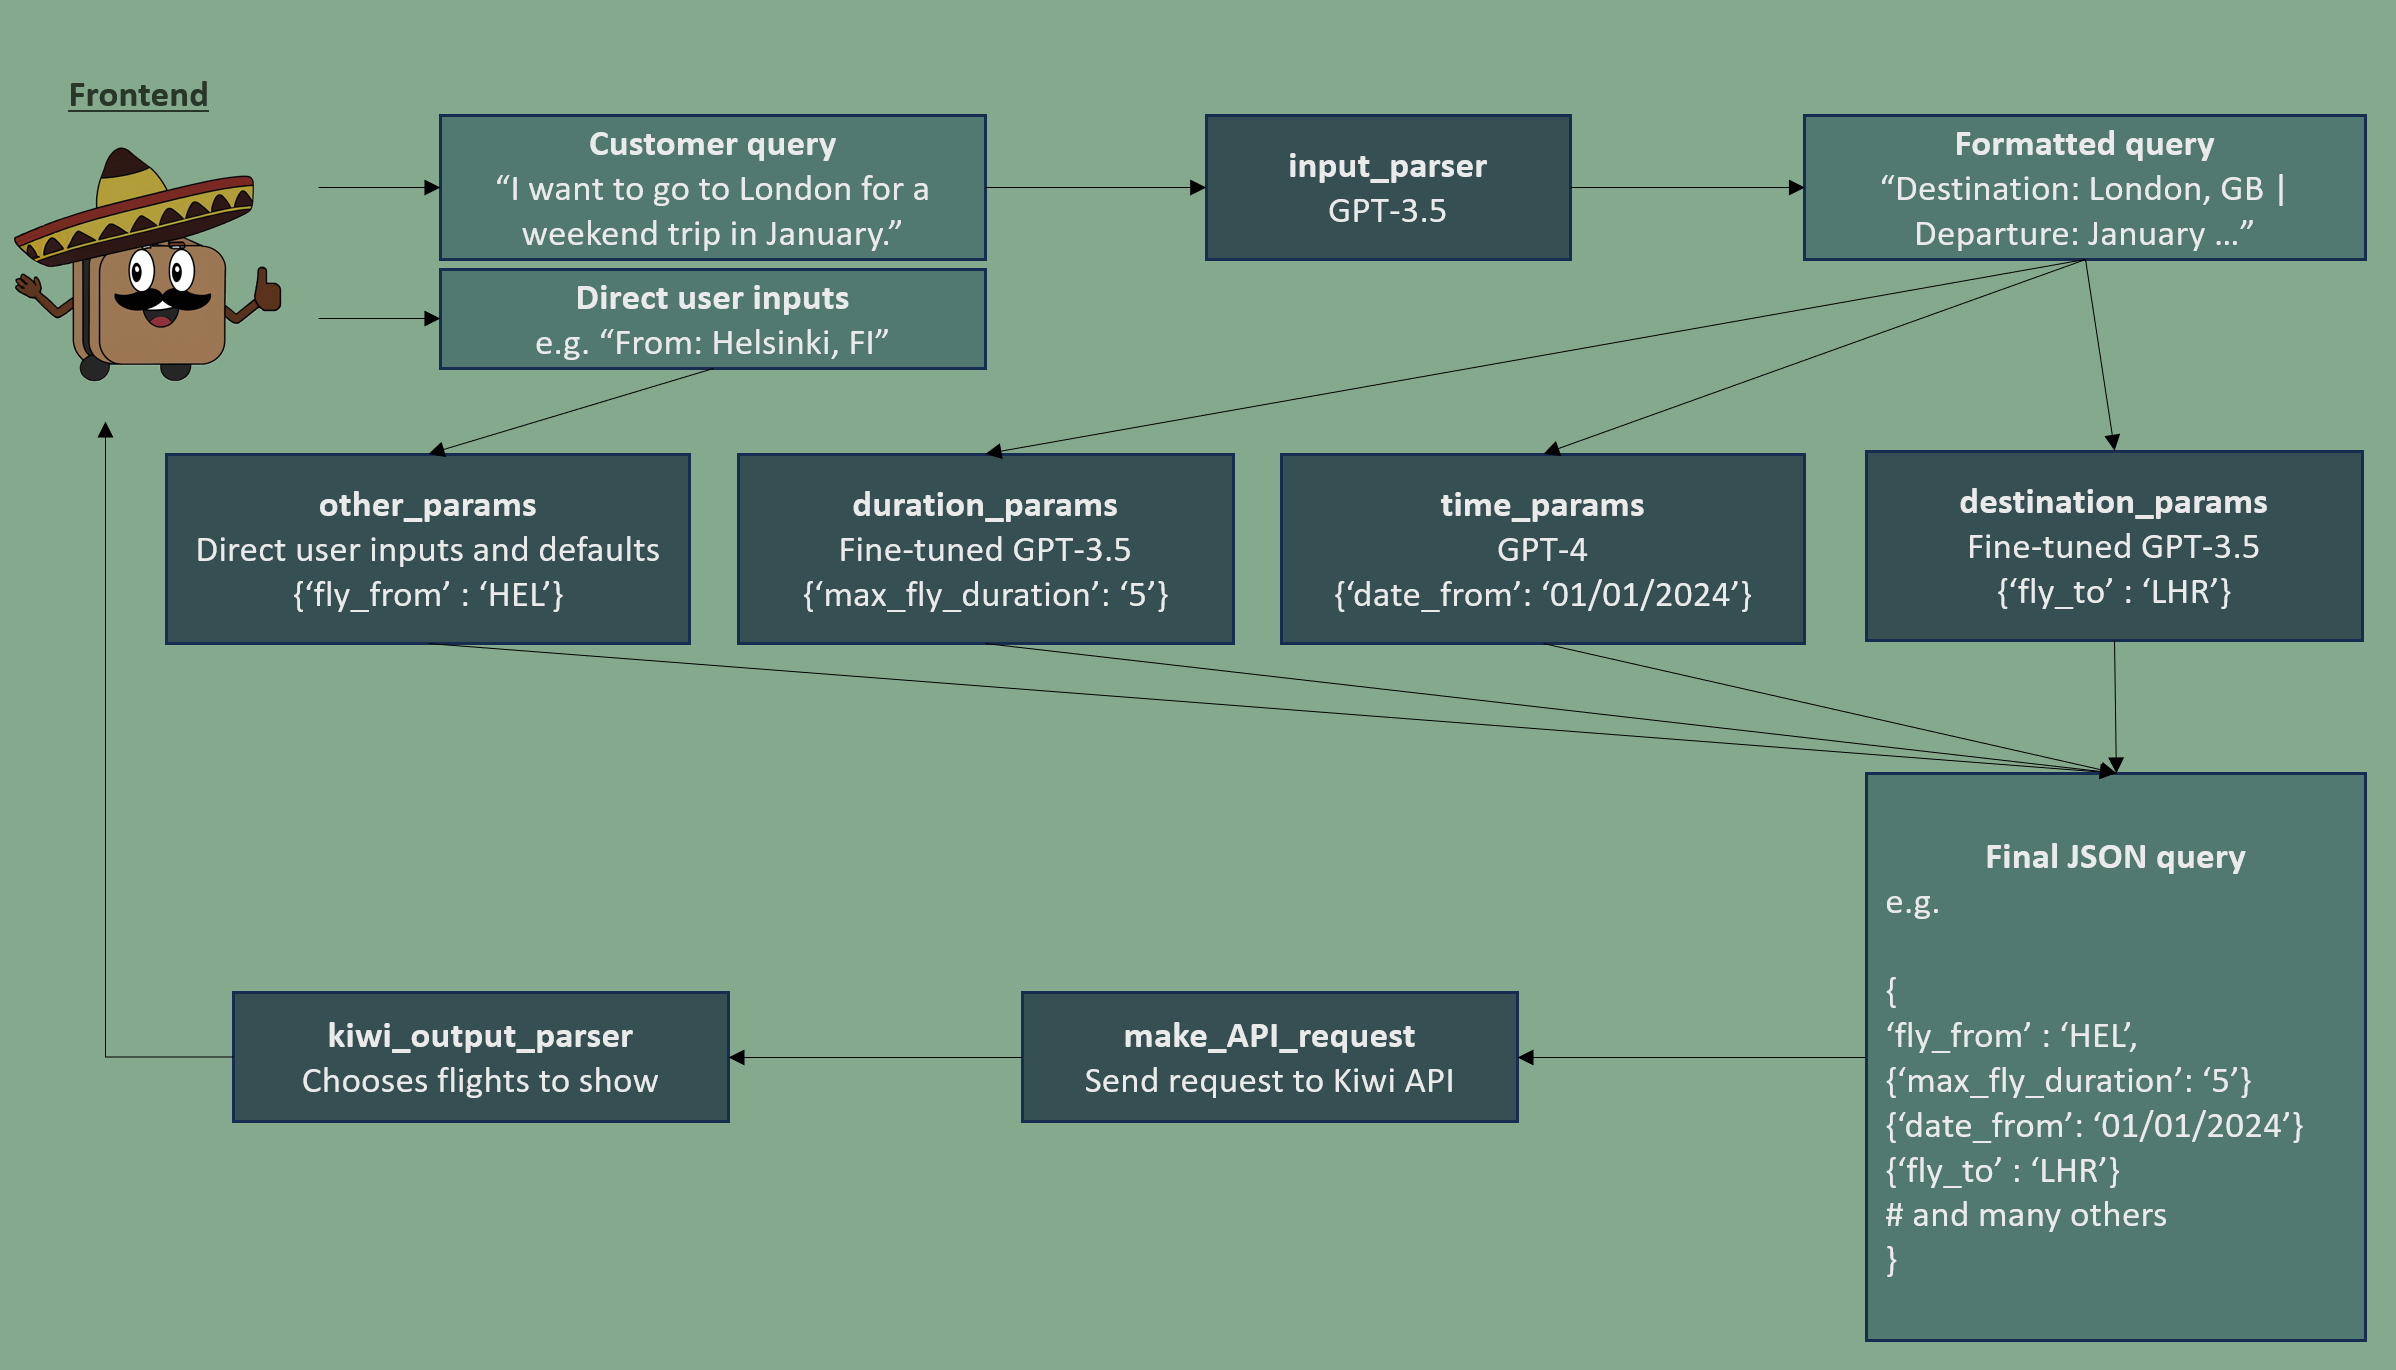 Frontend
Customer query
“I want to go to London for a
weekend trip in January.”
input_parser
GPT-3.5
Formatted query
“Destination: London, GB |
Departure: January ...”
Direct user inputs
e.g. “From: Helsinki, FI”
other_params
Direct user inputs and defaults
{‘fly_from’ : ‘HEL’}
duration_params
Fine-tuned GPT-3.5
{‘max_fly_duration’: ‘5’}
time_params
GPT-4
{‘date_from’: ‘01/01/2024’}
destination_params
Fine-tuned GPT-3.5
{‘fly_to’ : ‘LHR’}
Final JSON query
e.g.
{
‘fly_from’ : ‘HEL’,
{‘max_fly_duration’: ‘5’}
{‘date_from’: ‘01/01/2024’}
{‘fly_to’ : ‘LHR’}
# and many others
}
make_API_request
Send request to Kiwi API
kiwi_output_parser
Chooses flights to show